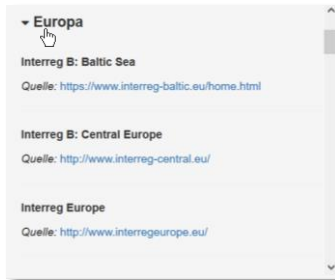 Europa
Interreg B: Baltic Sea
Quelle: https://www.interreg-baltic.eu/home.html
Interreg B: Central Europe
Quelle: http://www.interreg-central.eu/
Interreg Europe
Quelle: http://www.interregeurope.eu/